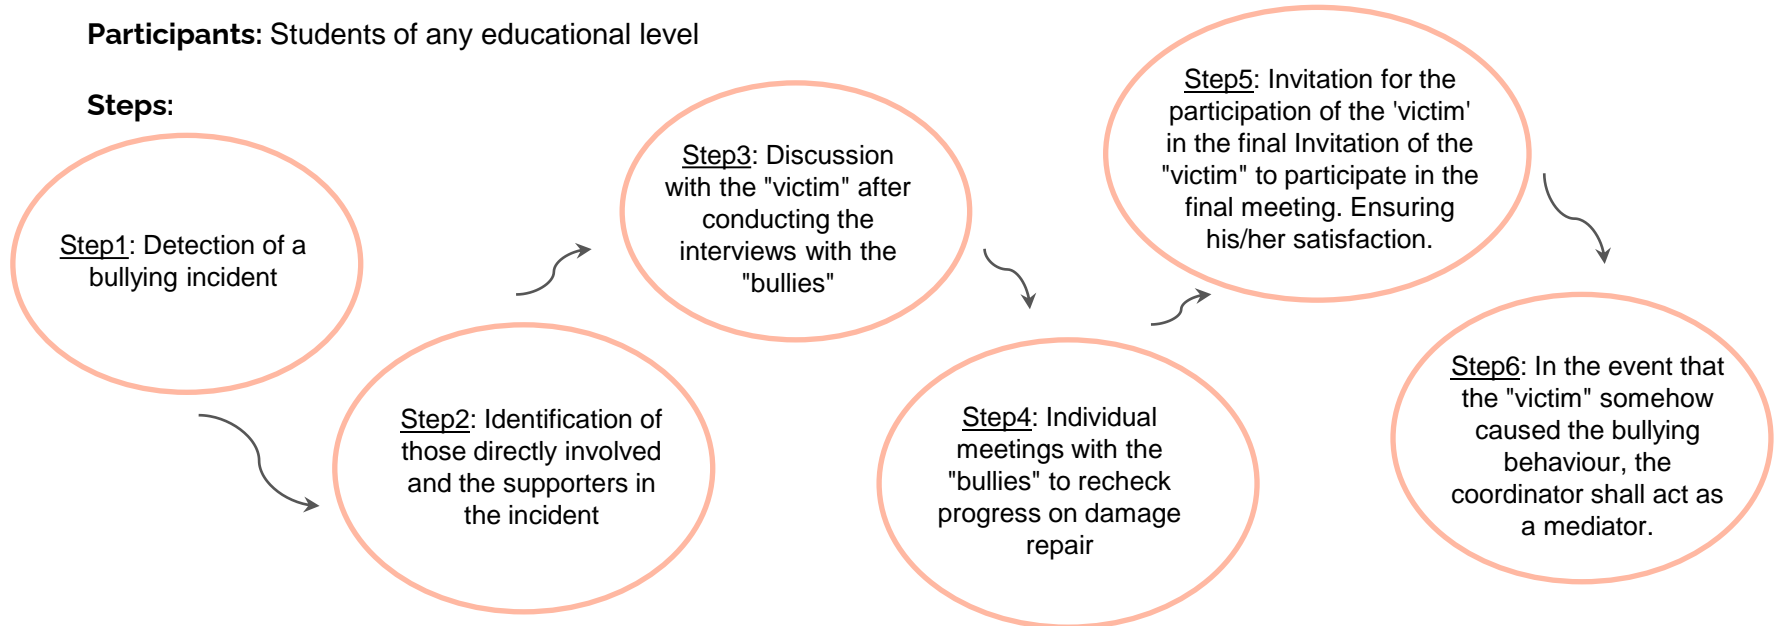 Participants: Students of any educational level
Steps:
Step1: Detection of a
bullying incident
Step2: Identification of
those directly involved
and the supporters in
the incident
Step3: Discussion
with the "victim" after
conducting the
interviews with the
"bullies"
Step4: Individual
meetings with the
"bullies" to recheck
progress on damage
repair
Step5: Invitation for the
participation of the 'victim'
in the final Invitation of the
"victim" to participate in the
final meeting. Ensuring
his/her satisfaction.
Step6: In the event that
the "victim" somehow
caused the bullying
behaviour, the
coordinator shall act as
a mediator.